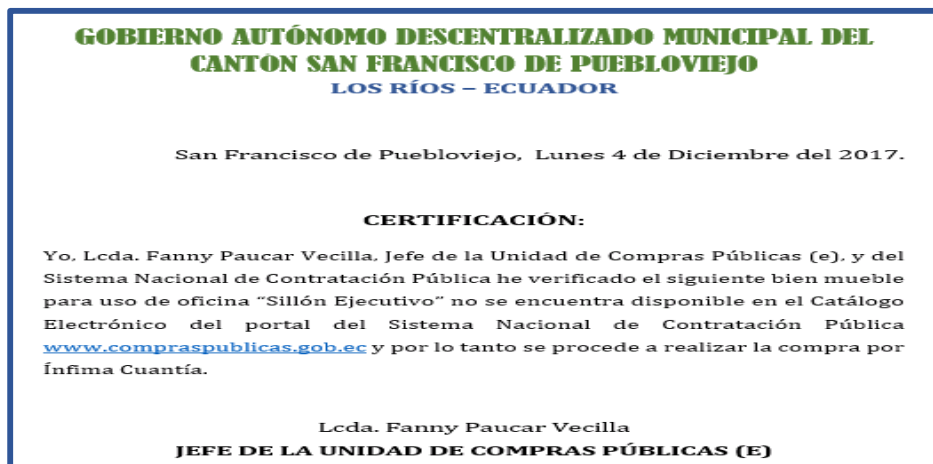 GOBIERNO AUTÓNOMO DESCENTRALIZADO MUNICIPAL DEL
CANTÓN SAN FRANCISCO DE PUEBLOVIEJO
LOS RÍOS – ECUADOR
San Francisco de Puebloviejo, Lunes 4 de Diciembre del 2017.
CERTIFICACIÓN:
Yo, Lcda. Fanny Paucar Vecilla, Jefe de la Unidad de Compras Públicas (e), y del
Sistema Nacional de Contratación Pública he verificado el siguiente bien mueble
para uso de oficina “Sillón Ejecutivo” no se encuentra disponible en el Catálogo
Electrónico del portal del Sistema Nacional de Contratación Pública
www.compraspublicas.gob.ec y por lo tanto se procede a realizar la compra por
Ínfima Cuantía.
Lcda. Fanny Paucar Vecilla
JEFE DE LA UNIDAD DE COMPRAS PÚBLICAS (E)